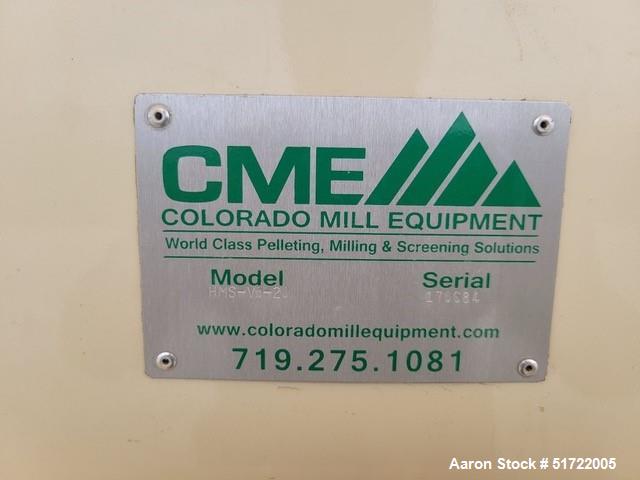 CME
COLORADO MILL EQUIPMENT
World Class Pelleting, Milling & Screening Solutions
Model Serial
www.coloradomillequipment.com
719.275.1081
Aaron Stock # 51722005